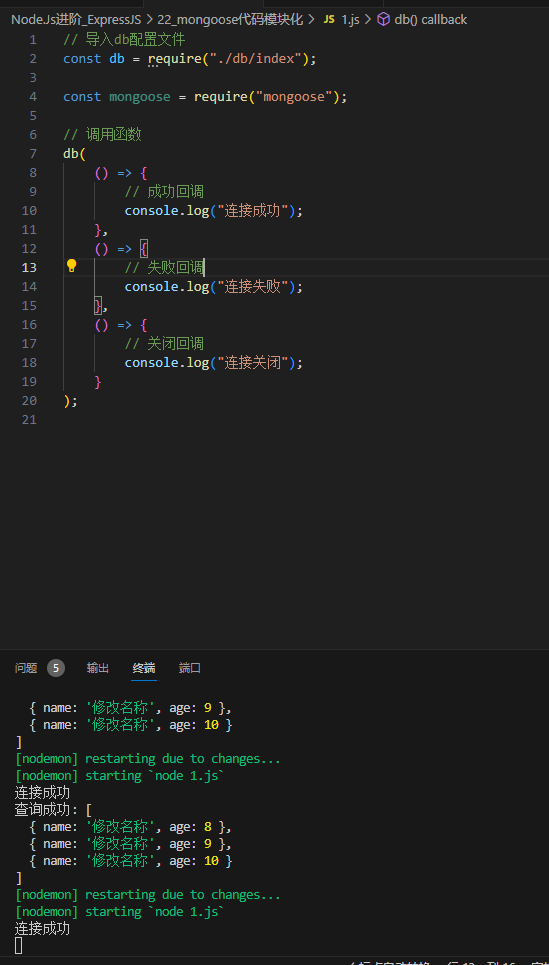 NodeJs进阶_ExpressJS > 22_mongoose代码模块化 > JS 1.js > db() callback
1 // 导入db配置文件
2 const db = require("./db/index");
3
4 const mongoose = require("mongoose");
5
6 // 调用函数
7 db(
8 () => {
9 // 成功回调
10 console.log("连接成功");
11 },
12 () => {
13 // 失败回调
14 console.log("连接失败");
15 },
16 () => {
17 // 关闭回调
18 console.log("连接关闭");
19 }
20 );
21
问题 5 输出 终端 端口
{ name: '修改名称', age: 9 },
{ name: '修改名称', age: 10 }
]
[nodemon] restarting due to changes...
[nodemon] starting `node 1.js`
连接成功
查询成功: [
{ name: '修改名称', age: 8 },
{ name: '修改名称', age: 9 },
{ name: '修改名称', age: 10 }
]
[nodemon] restarting due to changes...
[nodemon] starting `node 1.js`
连接成功